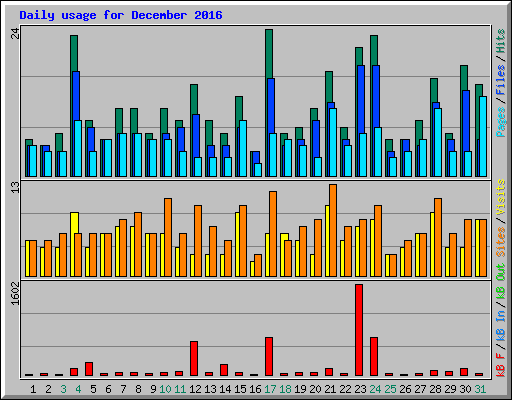 Daily usage for December 2016
24
Pages / Files / Hits
13
Sites / Visits
1602
kB F / kB In / kB Out
1 2 3 4 5 6 7 8 9 10 11 12 13 14 15 16 17 18 19 20 21 22 23 24 25 26 27 28 29 30 31